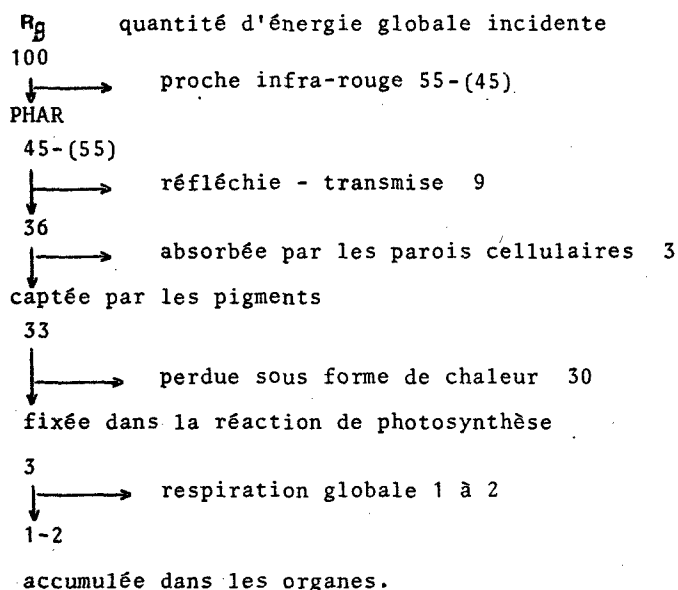 Rg quantité d'énergie globale incidente
100
proche infra-rouge 55-(45)
PHAR
45-(55)
réfléchie - transmise 9
36
absorbée par les parois cellulaires 3
captée par les pigments
33
perdue sous forme de chaleur 30
fixée dans la réaction de photosynthèse
3
respiration globale 1 à 2
1-2
accumulée dans les organes.